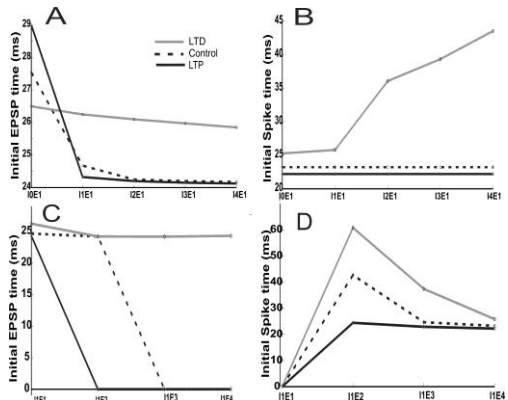 A
Initial EPSP time (ms)
29
28
27
26
25
24
LTD
Control
LTP
I0E1
I1E1
I2E1
I3E1
I4E1
B
Initial Spike time (ms)
45
40
35
30
25
20
I0E1
I1E1
I2E1
I3E1
I4E1
C
Initial EPSP time (ms)
25
20
15
10
5
0
I1E1
I1E3
I1E4
D
Initial Spike time (ms)
60
50
40
30
20
10
0
I1E1
I1E2
I1E3
I1E4